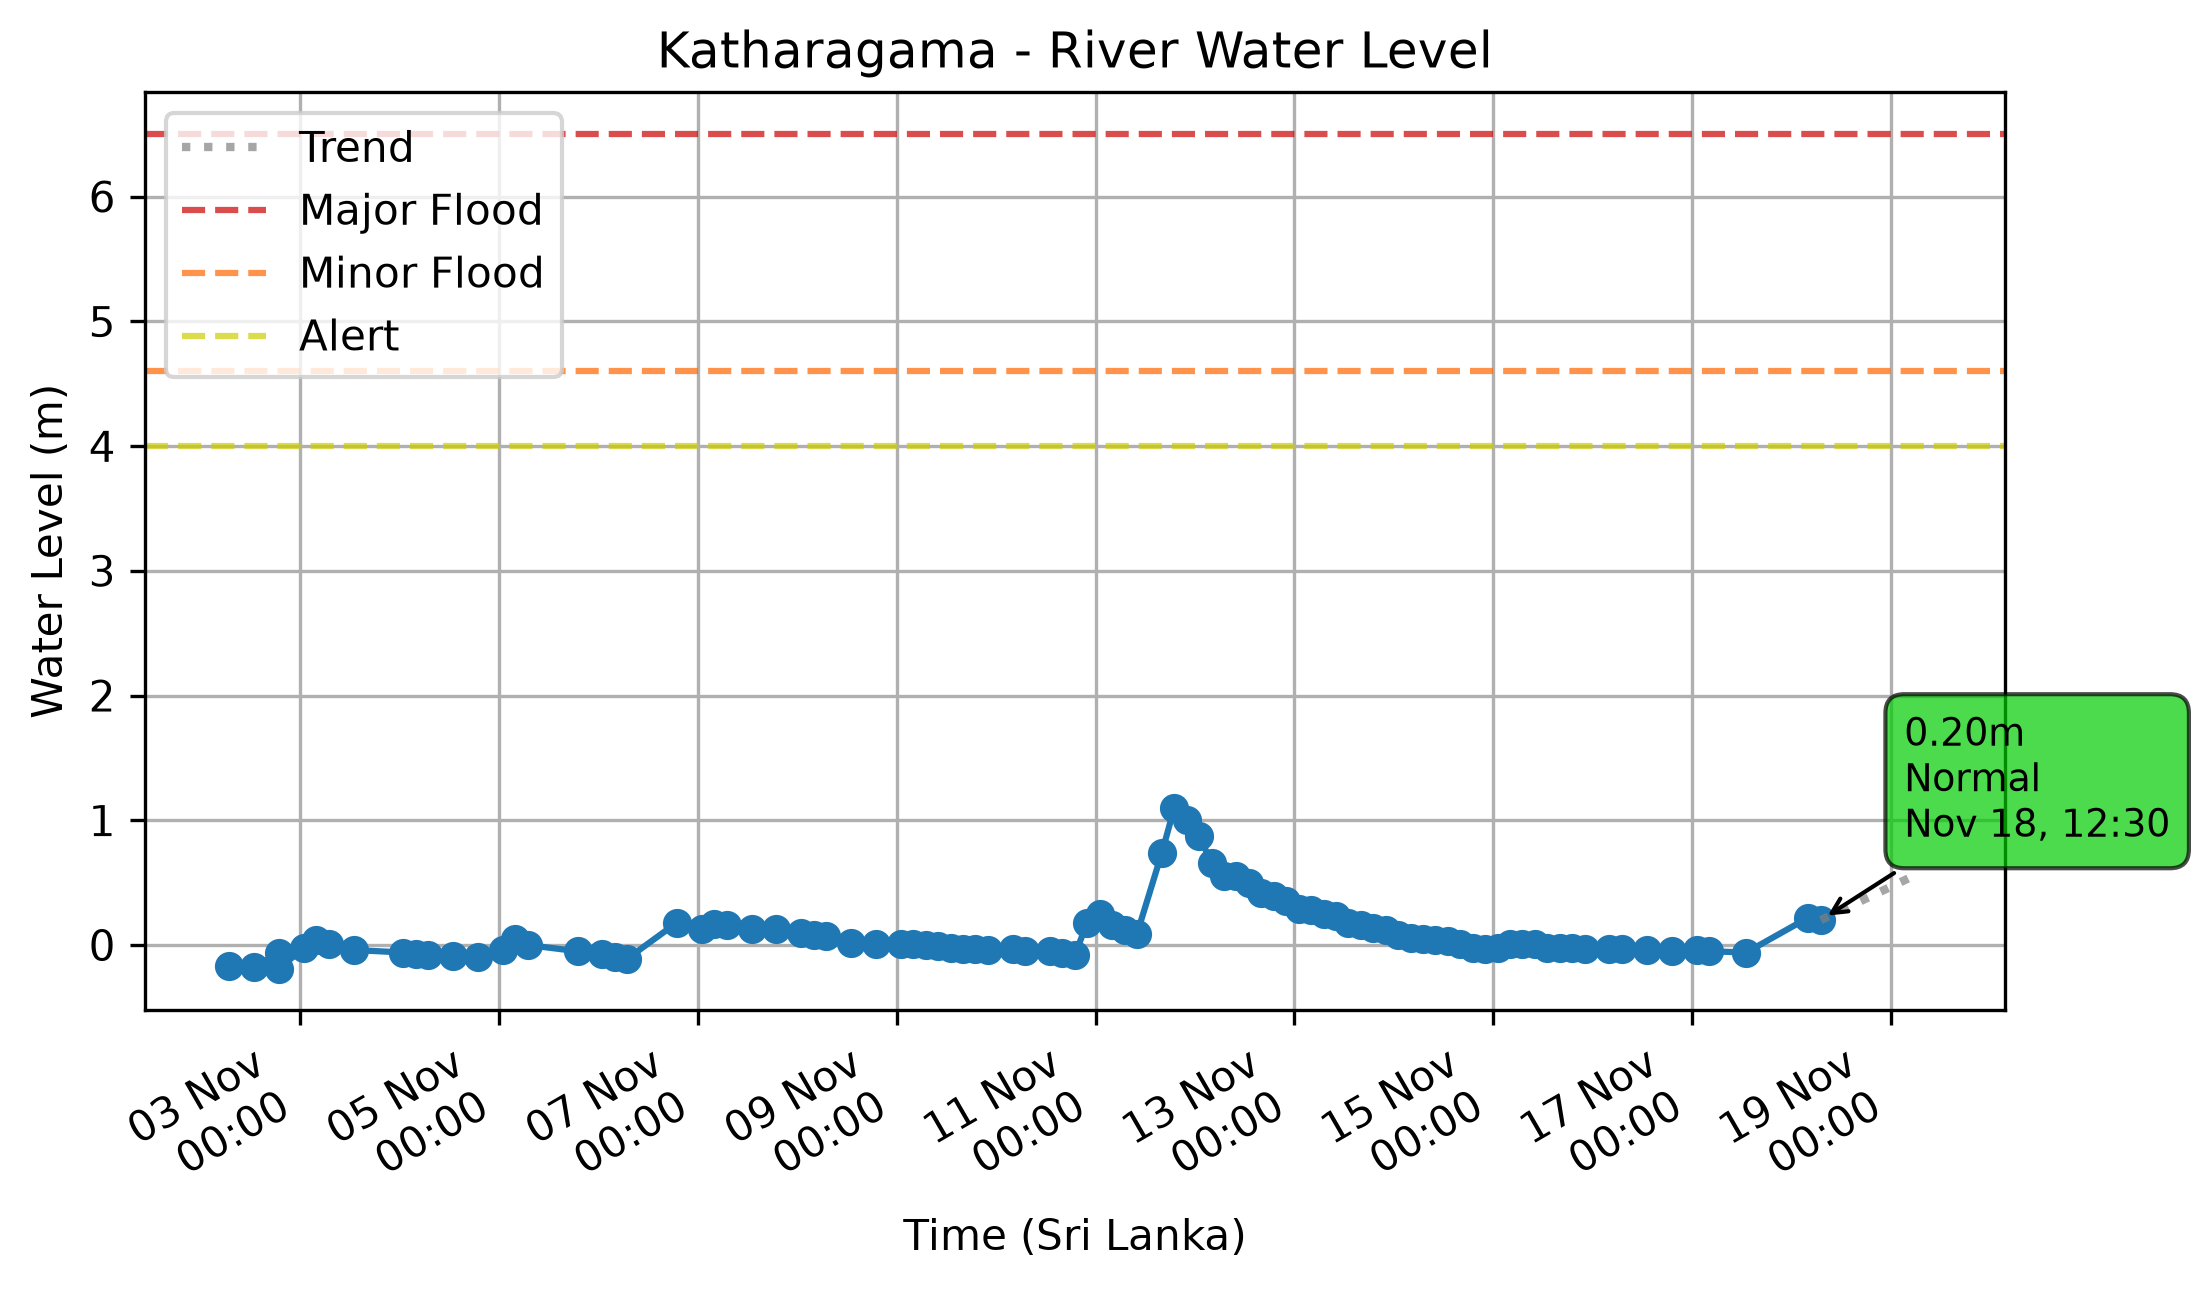 Katharagama - River Water Level
Trend
Major Flood
Minor Flood
Alert
6
5
4
3
2
1
0
Water Level (m)
0.20m
Normal
Nov 18, 12:30
03 Nov
00:00
05 Nov
00:00
07 Nov
00:00
09 Nov
00:00
11 Nov
00:00
13 Nov
00:00
15 Nov
00:00
17 Nov
00:00
19 Nov
00:00
Time (Sri Lanka)